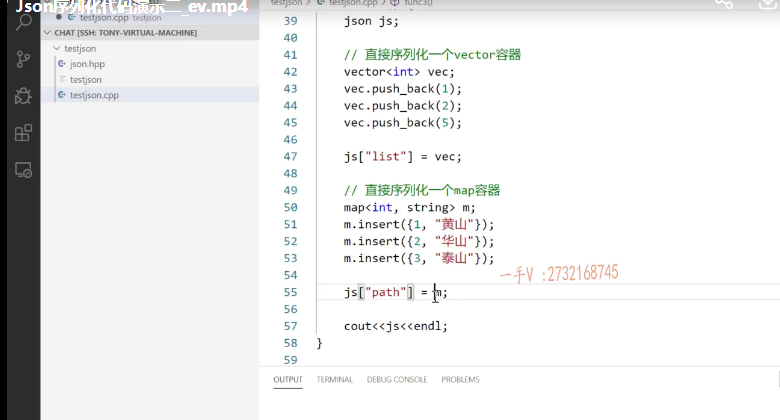 Json序列化代码演示二_ev.mp4
testjson.cpp testjson
testjson > testjson.cpp > func3()
CHAT [SSH: TONY-VIRTUAL-MACHINE]
testjson
json.hpp
testjson
testjson.cpp
39 json js;
40
41 // 直接序列化一个vector容器
42 vector<int> vec;
43 vec.push_back(1);
44 vec.push_back(2);
45 vec.push_back(5);
46
47 js["list"] = vec;
48
49 // 直接序列化一个map容器
50 map<int, string> m;
51 m.insert({1, "黄山"});
52 m.insert({2, "华山"});
53 m.insert({3, "泰山"});
54
一手V :2732168745
55 js["path"] = m;
56
57 cout<<js<<endl;
58 }
59
OUTPUT TERMINAL DEBUG CONSOLE PROBLEMS